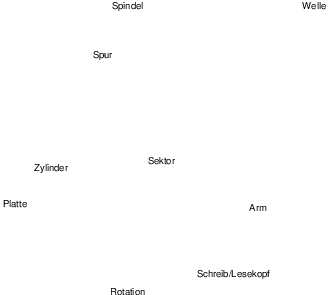 Spindel
Welle
Spur
Sektor
Zylinder
Platte
Arm
Schreib/Lesekopf
Rotation